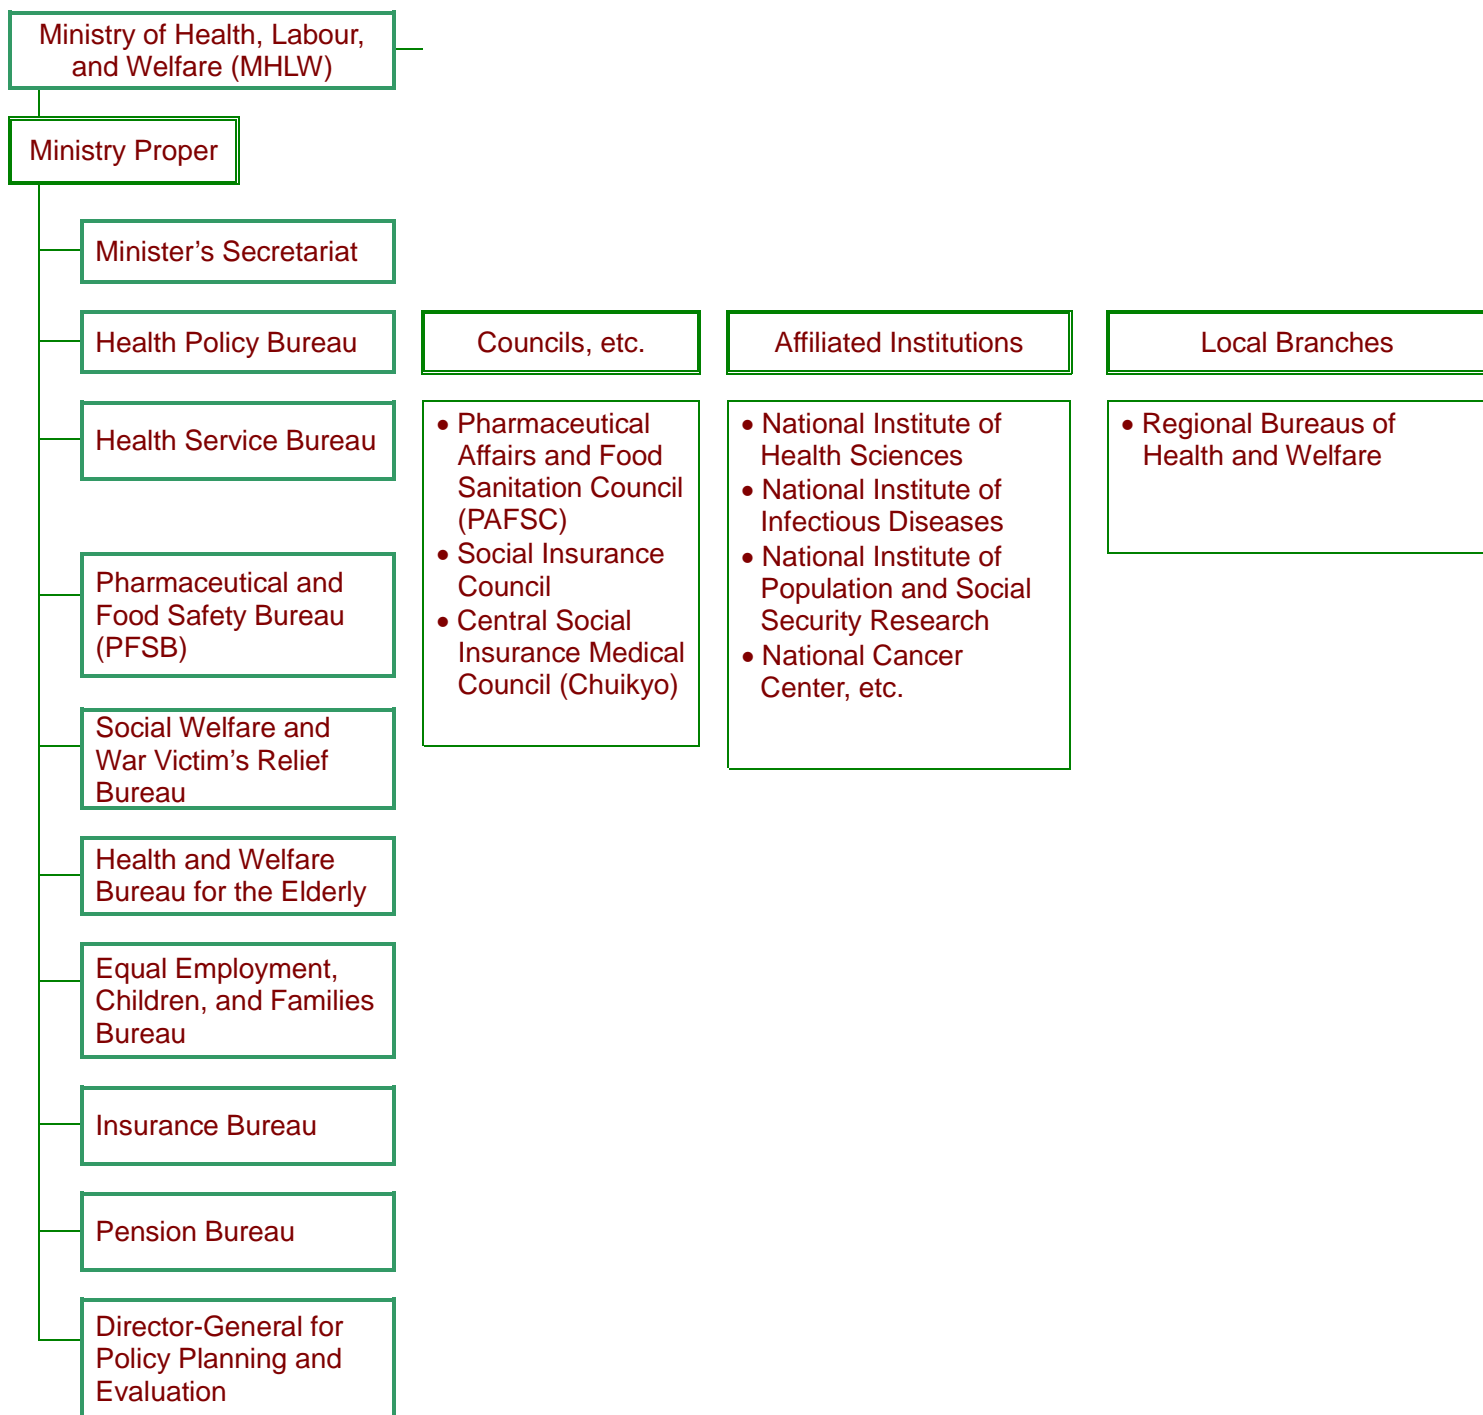 Ministry of Health, Labour,
and Welfare (MHLW)
Ministry Proper
Minister’s Secretariat
Health Policy Bureau
Health Service Bureau
Pharmaceutical and
Food Safety Bureau
(PFSB)
Social Welfare and
War Victim’s Relief
Bureau
Health and Welfare
Bureau for the Elderly
Equal Employment,
Children, and Families
Bureau
Insurance Bureau
Pension Bureau
Director-General for
Policy Planning and
Evaluation
Councils, etc.
• Pharmaceutical
Affairs and Food
Sanitation Council
(PAFSC)
• Social Insurance
Council
• Central Social
Insurance Medical
Council (Chuikyo)
Affiliated Institutions
• National Institute of
Health Sciences
• National Institute of
Infectious Diseases
• National Institute of
Population and Social
Security Research
• National Cancer
Center, etc.
Local Branches
• Regional Bureaus of
Health and Welfare